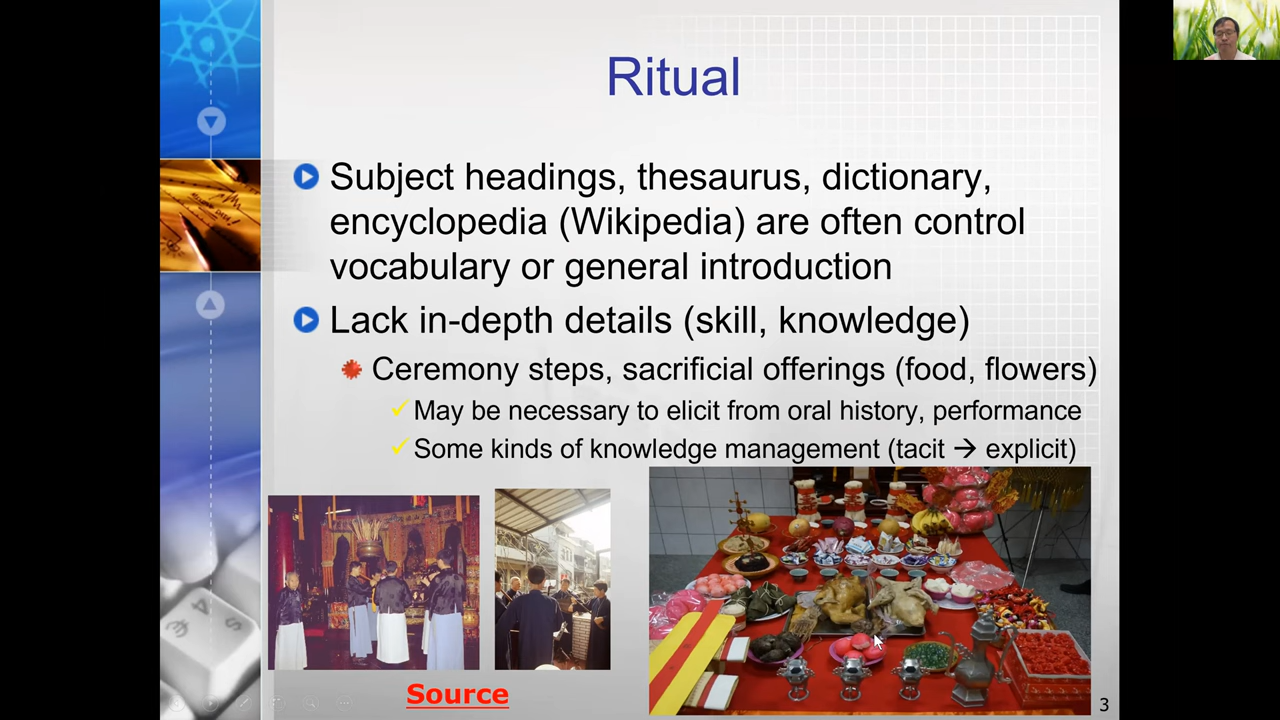 Ritual
Subject headings, thesaurus, dictionary,
encyclopedia (Wikipedia) are often control
vocabulary or general introduction
Lack in-depth details (skill, knowledge)
Ceremony steps, sacrificial offerings (food, flowers)
May be necessary to elicit from oral history, performance
Some kinds of knowledge management (tacit → explicit)
Source
3